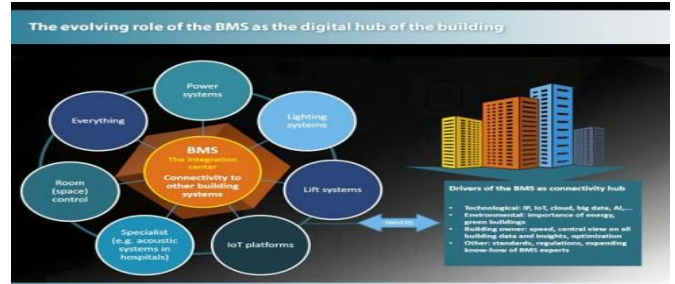 The evolving role of the BMS as the digital hub of the building
Power
systems
Lighting
systems
Lift systems
IoT platforms
Specialist
(e.g. acoustic
systems in
hospitals)
Room
(space)
control
Everything
BMS
The integration
center
Connectivity to
other building
systems
DRIVERS
Drivers of the BMS as connectivity hub
• Technological: IP, IoT, cloud, big data, AI,...
• Environmental: importance of energy,
green buildings
• Building owner: speed, central view on all
building data and insights, optimization
• Other: standards, regulations, expanding
know-how of BMS experts